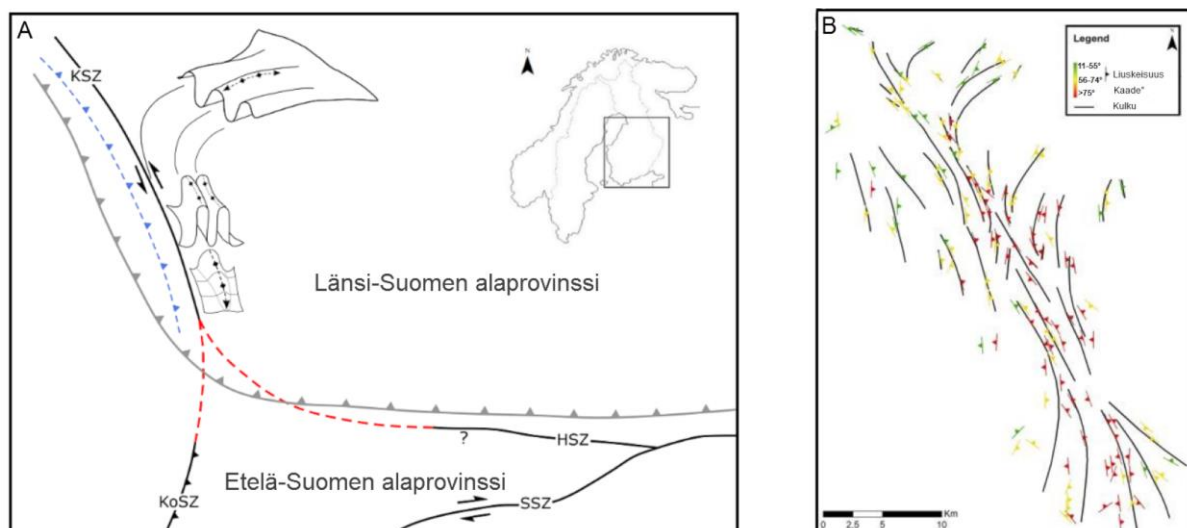 A
KSZ
N
Länsi-Suomen alaprovinssi
?
HSZ
Etelä-Suomen alaprovinssi
KoSZ
SSZ
B
Legend
N
11-55°
56-74°
>75°
Liuskeisuus
Kaade"
Kulku
Km
0 2.5 5 10